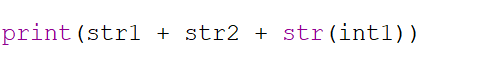 print(str1 + str2 + str(int1))